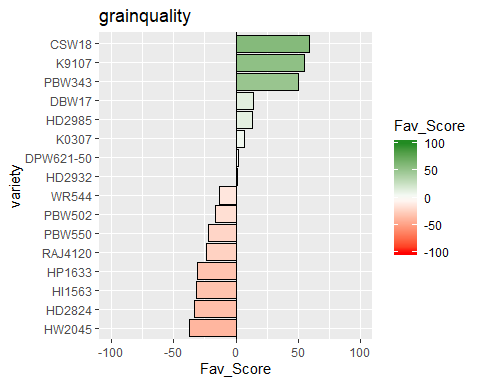 grainquality
CSW18
K9107
PBW343
DBW17
HD2985
K0307
DPW621-50
HD2932
WR544
PBW502
PBW550
RAJ4120
HP1633
HI1563
HD2824
HW2045
variety
-100 -50 0 50 100
Fav_Score
Fav_Score
100
50
0
-50
-100